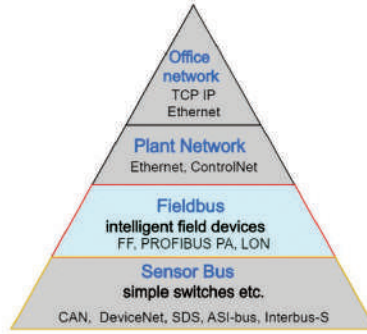 Office
network
TCP IP
Ethernet
Plant Network
Ethernet, ControlNet
Fieldbus
intelligent field devices
FF, PROFIBUS PA, LON
Sensor Bus
simple switches etc.
CAN, DeviceNet, SDS, ASI-bus, Interbus-S